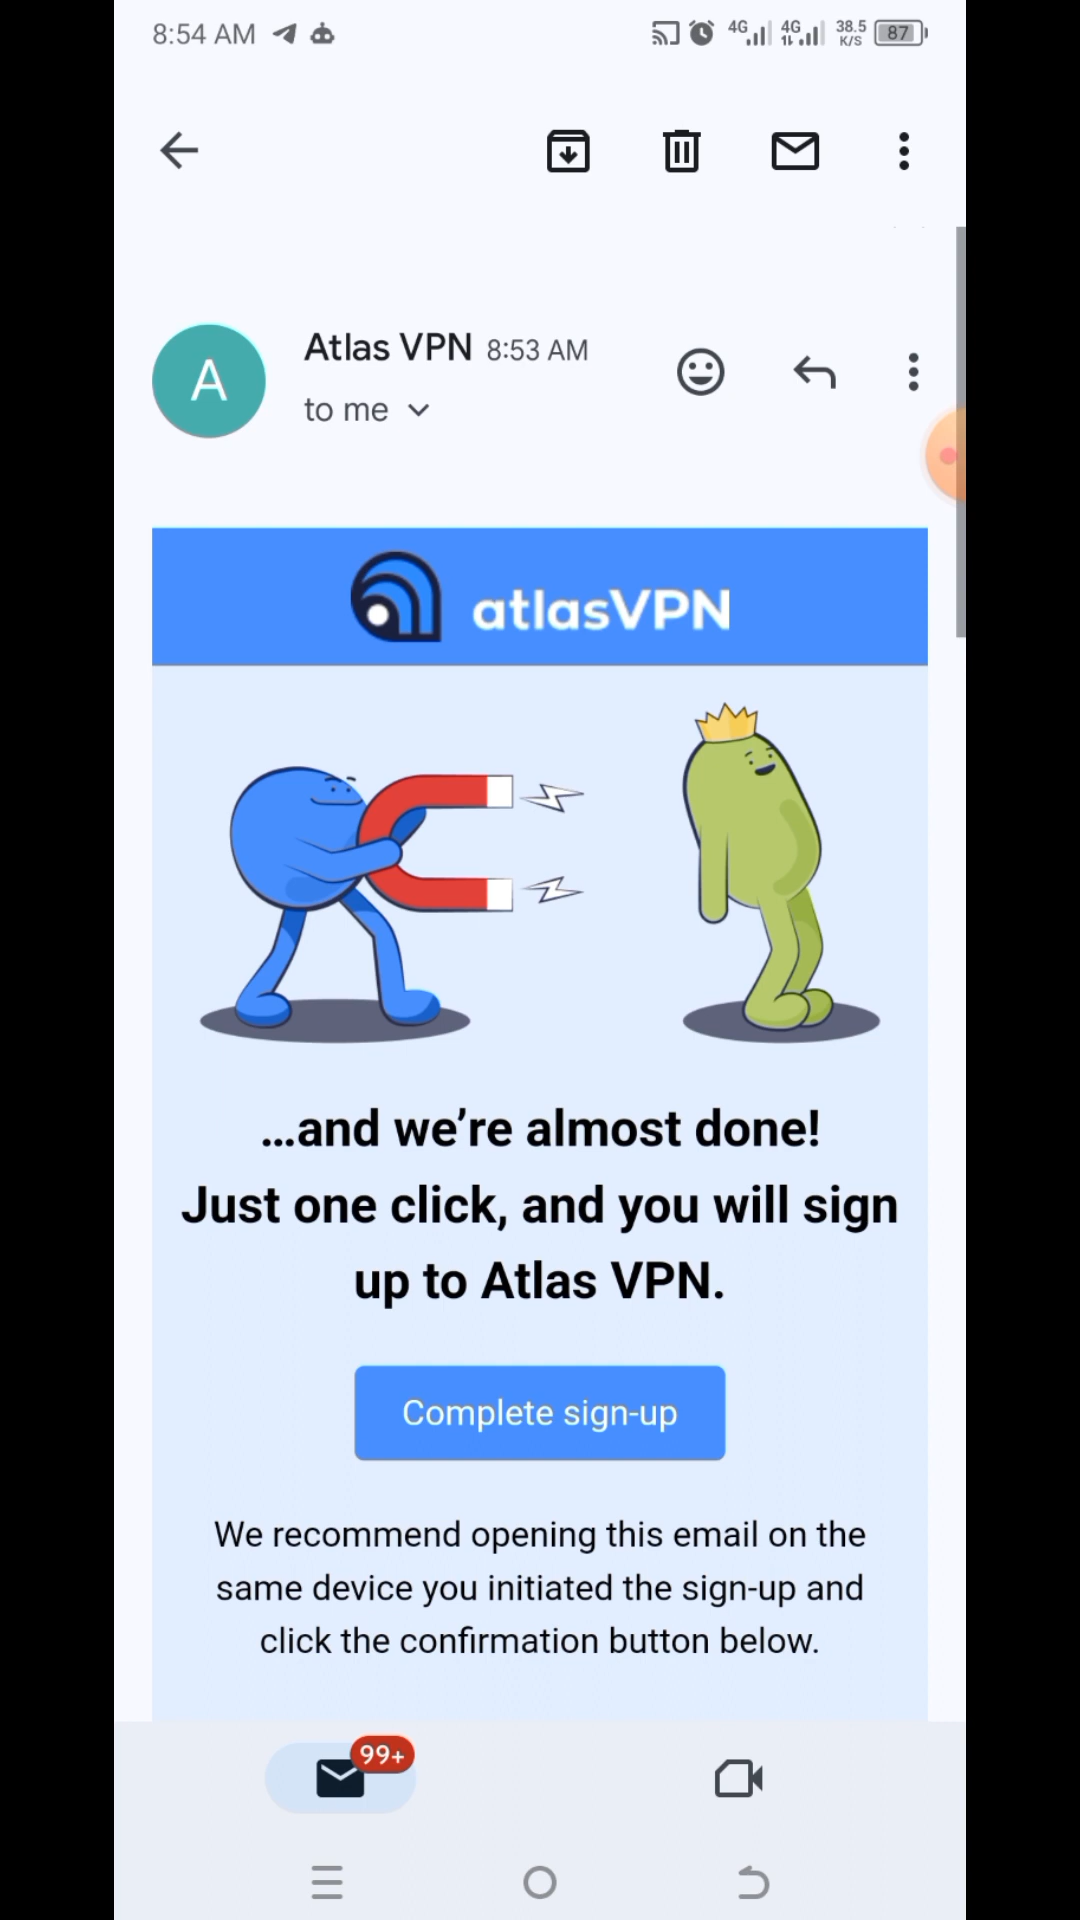 8:54 AM
4G 4G 38.5 K/S 87
Atlas VPN 8:53 AM
to me
A
atlasVPN
...and we’re almost done!
Just one click, and you will sign
up to Atlas VPN.
Complete sign-up
We recommend opening this email on the
same device you initiated the sign-up and
click the confirmation button below.
99+